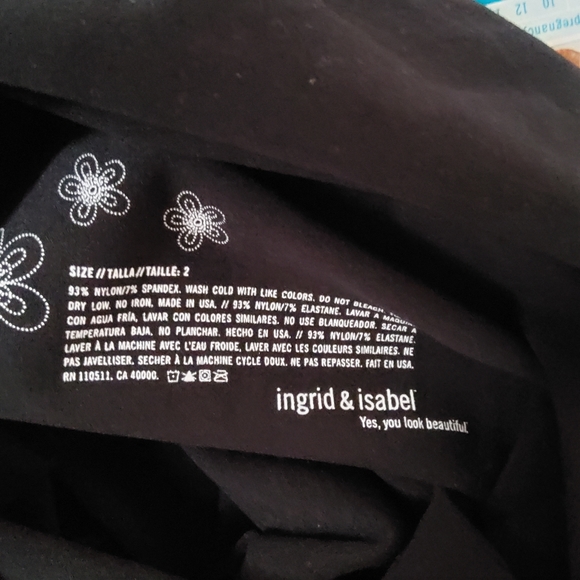 10
12
pregnancy
SIZE // TALLA//TAILLE: 2
93% NYLON/7% SPANDEX. WASH COLD WITH LIKE COLORS. DO NOT BLEACH.
DRY LOW. NO IRON. MADE IN USA. // 93% NYLON/7% ELASTANE. LAVAR A MAQUINA
CON AGUA FRÍA, LAVAR CON COLORES SIMILARES. NO USE BLANQUEADOR. SECAR A
TEMPERATURA BAJA. NO PLANCHAR. HECHO EN USA. // 93% NYLON/7% ELASTANE.
LAVER À LA MACHINE AVEC L'EAU FROIDE, LAVER AVEC LES COULEURS SIMILAIRES. NE
PAS JAVELLISER. SECHER À LA MACHINE CYCLE DOUX. NE PAS REPASSER. FAIT EN USA.
RN 110511. CA 40000.
ingrid & isabel
Yes, you look beautiful